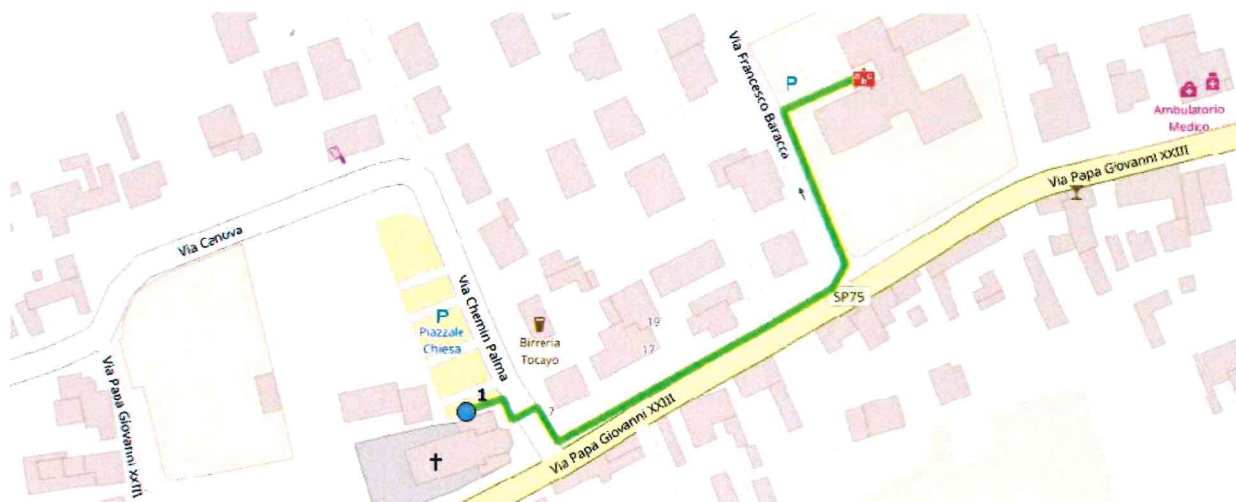 Via Francesco Baracca
P
a b c
Ambulatorio
Medico
Via Papa Giovanni XXIII
Via Canova
Via Chemin Palma
SP75
P
Piazzale
Chiesa
19
17
Birreria
Tocayo
Via Papa Giovanni XXIII
1
7
Via Papa Giovanni XXIII